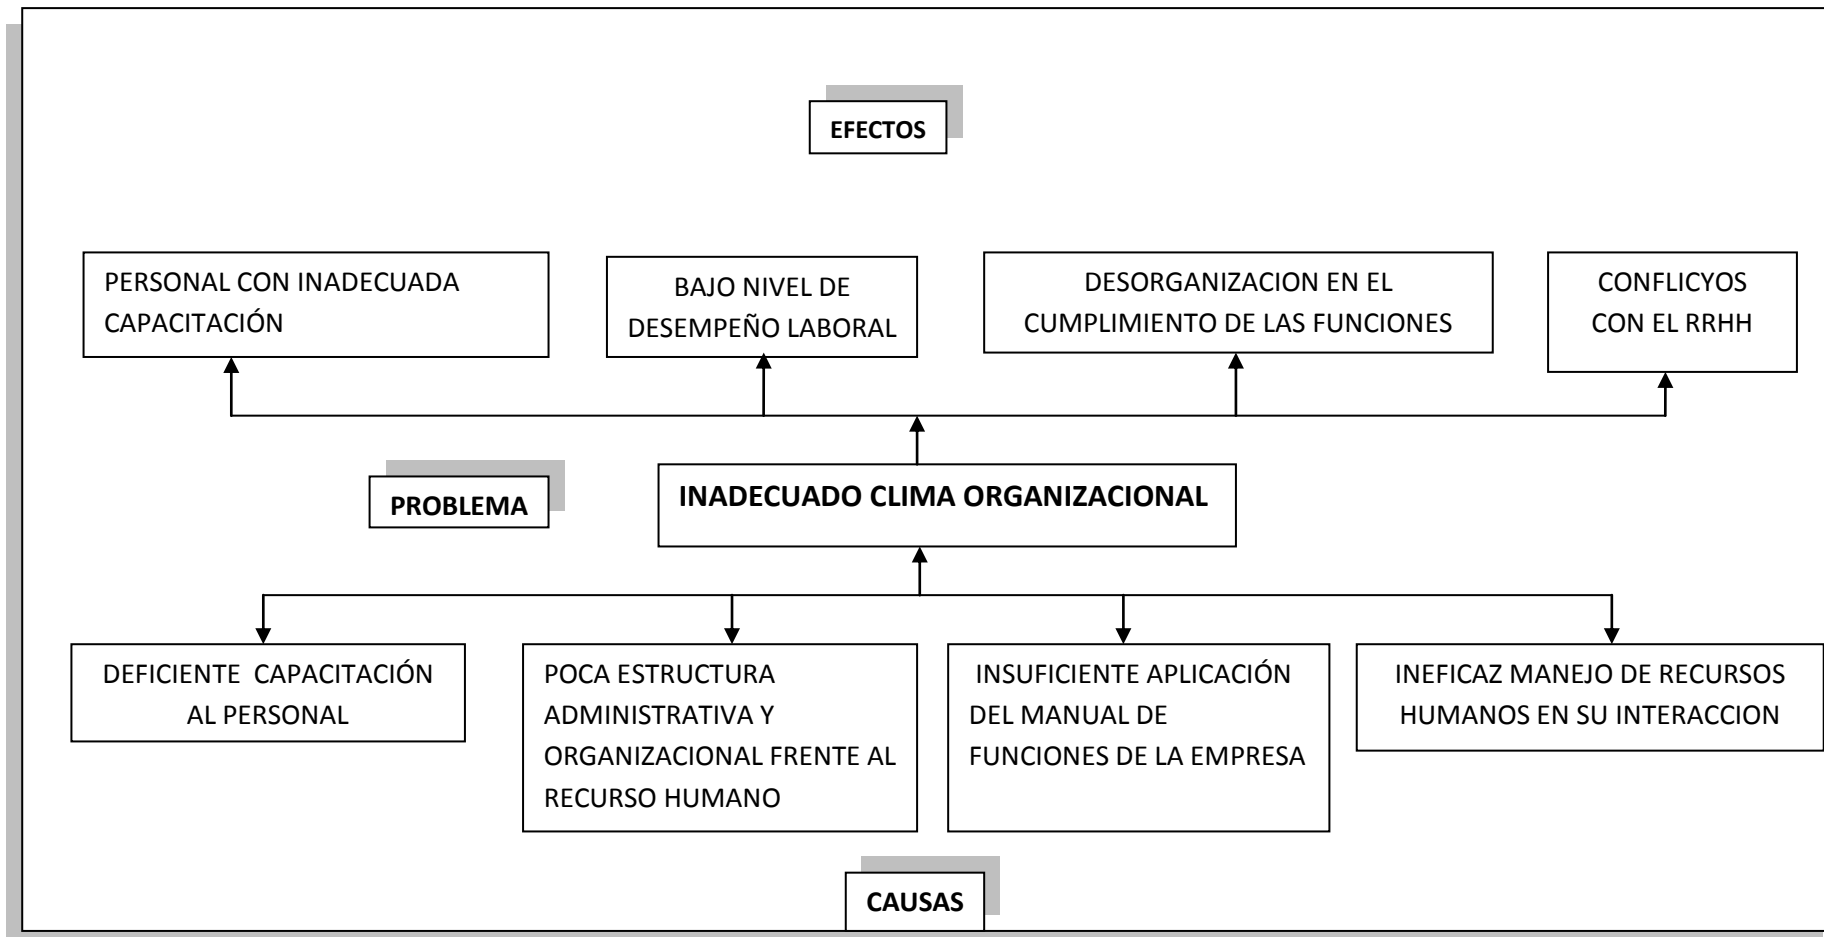 EFECTOS
PERSONAL CON INADECUADA
CAPACITACIÓN
BAJO NIVEL DE
DESEMPEÑO LABORAL
DESORGANIZACION EN EL
CUMPLIMIENTO DE LAS FUNCIONES
CONFLICYOS
CON EL RRHH
PROBLEMA
INADECUADO CLIMA ORGANIZACIONAL
DEFICIENTE CAPACITACIÓN
AL PERSONAL
POCA ESTRUCTURA
ADMINISTRATIVA Y
ORGANIZACIONAL FRENTE AL
RECURSO HUMANO
INSUFICIENTE APLICACIÓN
DEL MANUAL DE
FUNCIONES DE LA EMPRESA
INEFICAZ MANEJO DE RECURSOS
HUMANOS EN SU INTERACCION
CAUSAS